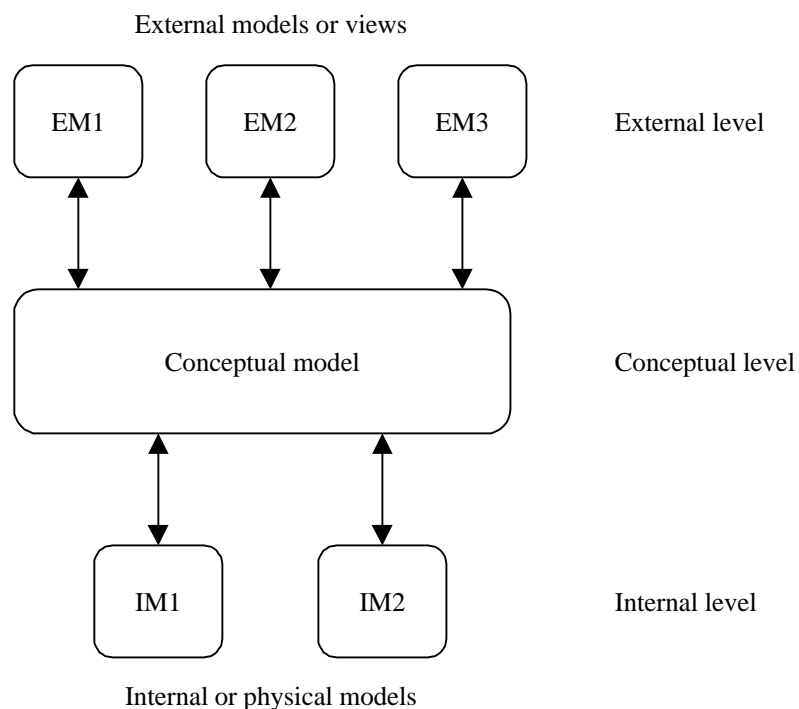 External models or views
EM1 EM2 EM3 External level
Conceptual model Conceptual level
IM1 IM2 Internal level
Internal or physical models